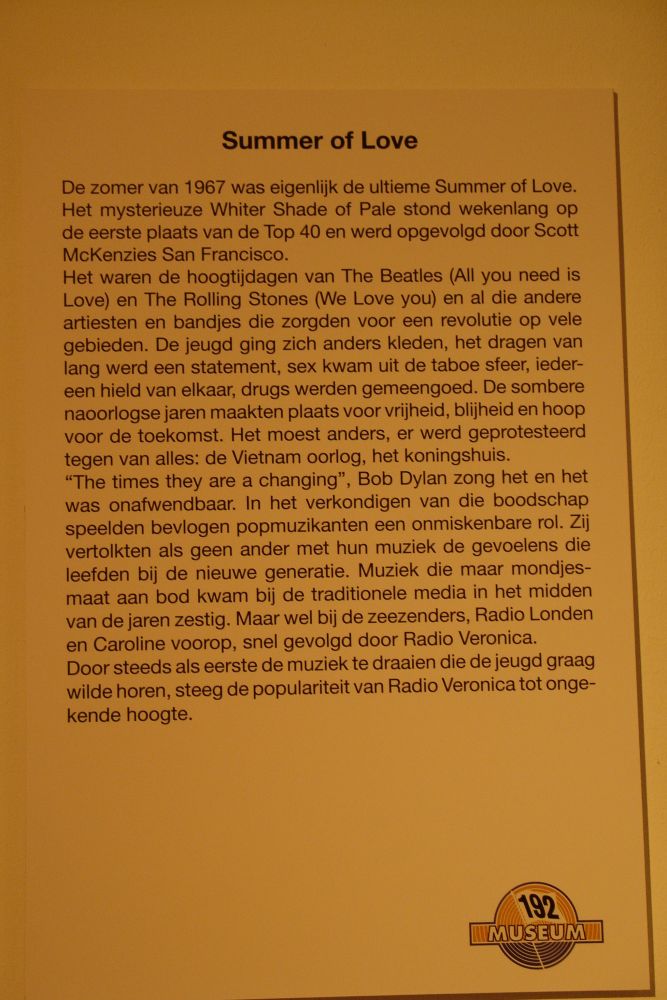 Summer of Love
De zomer van 1967 was eigenlijk de ultieme Summer of Love.
Het mysterieuze Whiter Shade of Pale stond wekenlang op
de eerste plaats van de Top 40 en werd opgevolgd door Scott
McKenzies San Francisco.
Het waren de hoogtijdagen van The Beatles (All you need is
Love) en The Rolling Stones (We Love you) en al die andere
artiesten en bandjes die zorgden voor een revolutie op vele
gebieden. De jeugd ging zich anders kleden, het dragen van
lang werd een statement, sex kwam uit de taboe sfeer, ieder-
een hield van elkaar, drugs werden gemeengoed. De sombere
naoorlogse jaren maakten plaats voor vrijheid, blijheid en hoop
voor de toekomst. Het moest anders, er werd geprotesteerd
tegen van alles: de Vietnam oorlog, het koningshuis.
“The times they are a changing”, Bob Dylan zong het en het
was onafwendbaar. In het verkondigen van die boodschap
speelden bevlogen popmuzikanten een onmiskenbare rol. Zij
vertolkten als geen ander met hun muziek de gevoelens die
leefden bij de nieuwe generatie. Muziek die maar mondjes-
maat aan bod kwam bij de traditionele media in het midden
van de jaren zestig. Maar wel bij de zeezenders, Radio Londen
en Caroline voorop, snel gevolgd door Radio Veronica.
Door steeds als eerste de muziek te draaien die de jeugd graag
wilde horen, steeg de populariteit van Radio Veronica tot onge-
kende hoogte.
192
MUSEUM